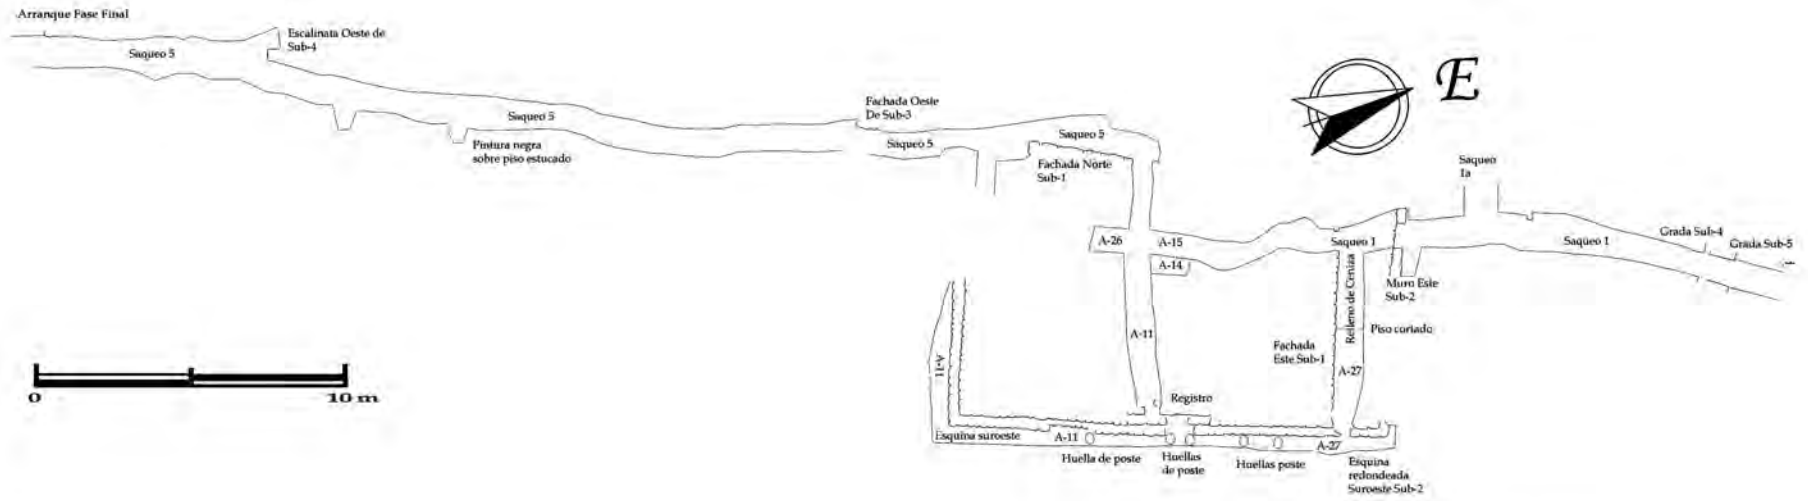 Arranque Fase Final
Escalinata Oeste de
Sub-4
Saqueo 5
E
Fachada Oeste
De Sub-3
Saqueo 5
Saqueo 5
Saqueo 5
Pintura negra
sobre piso estucado
Fachada Norte
Sub-1
Saqueo
1a
A-26
A-15
Saqueo 1
Saqueo 1
Grada Sub-4
Grada Sub-5
A-14
Muro Este
Sub-2
Relleno de Ceniza
A-11
Piso cortado
Fachada
Este Sub-1
A-11
A-27
0
10 m
Registro
Esquina suroeste
A-11
A-27
Huella de poste
Huellas
de poste
Huellas poste
Esquina
redondeada
Suroeste Sub-2